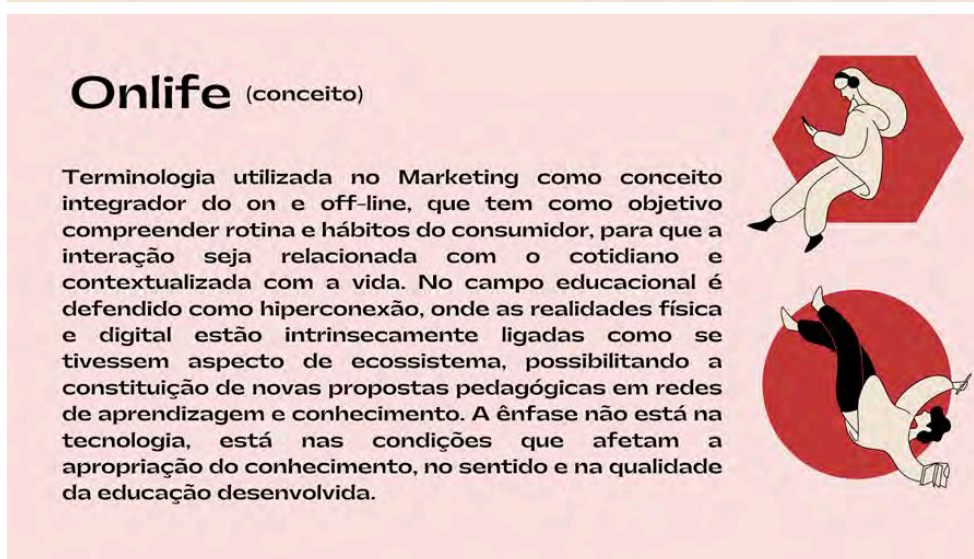 Onlife (conceito)
Terminologia utilizada no Marketing como conceito
integrador do on e off-line, que tem como objetivo
compreender rotina e hábitos do consumidor, para que a
interação seja relacionada com o cotidiano e
contextualizada com a vida. No campo educacional é
defendido como hiperconexão, onde as realidades física
e digital estão intrinsecamente ligadas como se
tivessem aspecto de ecossistema, possibilitando a
constituição de novas propostas pedagógicas em redes
de aprendizagem e conhecimento. A ênfase não está na
tecnologia, está nas condições que afetam a
apropriação do conhecimento, no sentido e na qualidade
da educação desenvolvida.